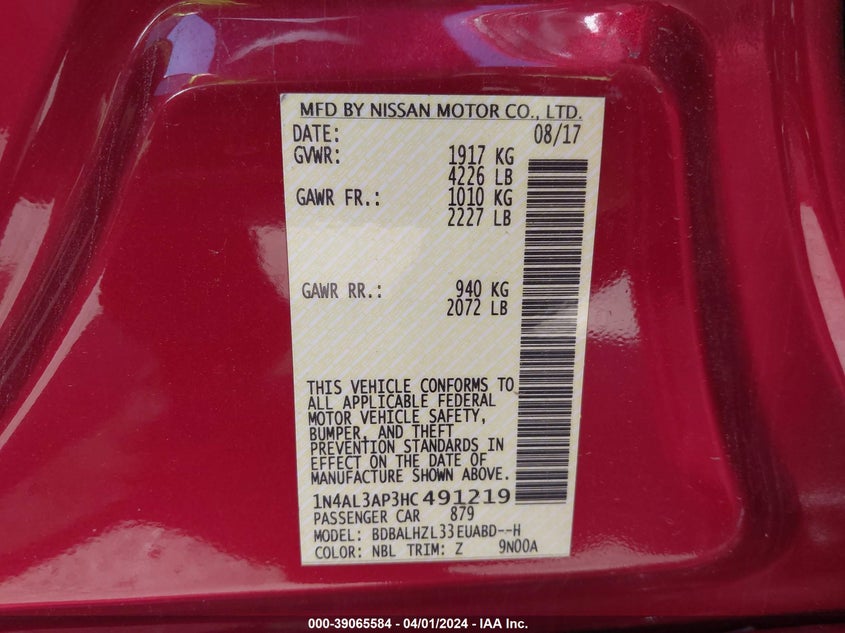 MFD BY NISSAN MOTOR CO., LTD.
DATE: 08/17
GVWR: 1917 KG
4226 LB
GAWR FR.: 1010 KG
2227 LB
GAWR RR.: 940 KG
2072 LB
THIS VEHICLE CONFORMS TO
ALL APPLICABLE FEDERAL
MOTOR VEHICLE SAFETY,
BUMPER, AND THEFT
PREVENTION STANDARDS IN
EFFECT ON THE DATE OF
MANUFACTURE SHOWN ABOVE.
1N4AL3AP3HC491219
PASSENGER CAR 879
MODEL: BDBALHZL33EUABD--H
COLOR: NBL TRIM: Z 9N00A
000-39065584 - 04/01/2024 - IAA Inc.